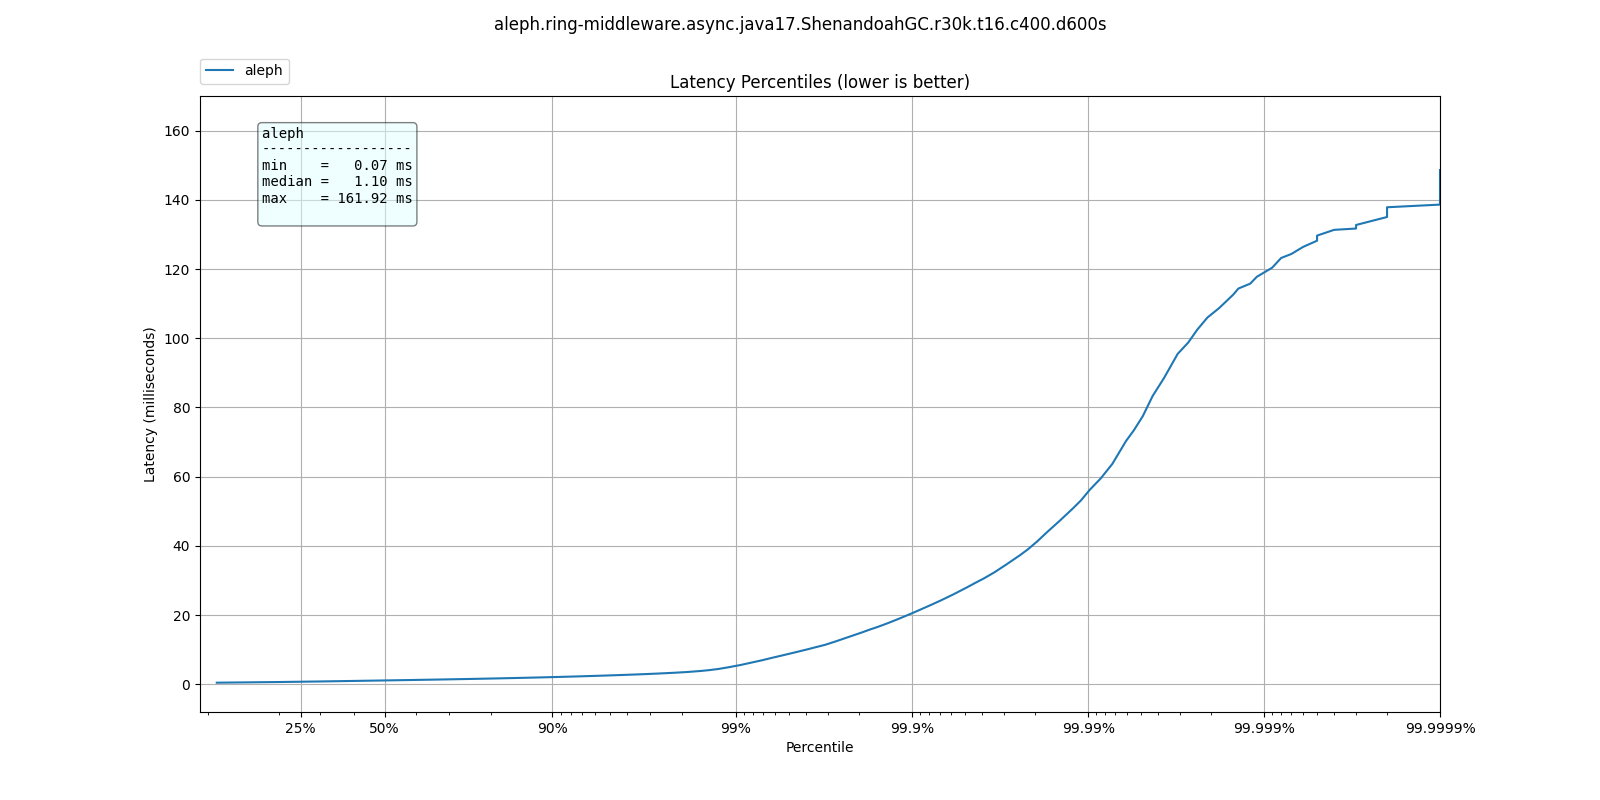 aleph.ring-middleware.async.java17.ShenandoahGC.r30k.t16.c400.d600s
aleph
Latency Percentiles (lower is better)
aleph
------------------
min    =   0.07 ms
median =   1.10 ms
max    = 161.92 ms
160
140
120
100
80
60
40
20
0
Latency (milliseconds)
25% 50% 90% 99% 99.9% 99.99% 99.999% 99.9999%
Percentile